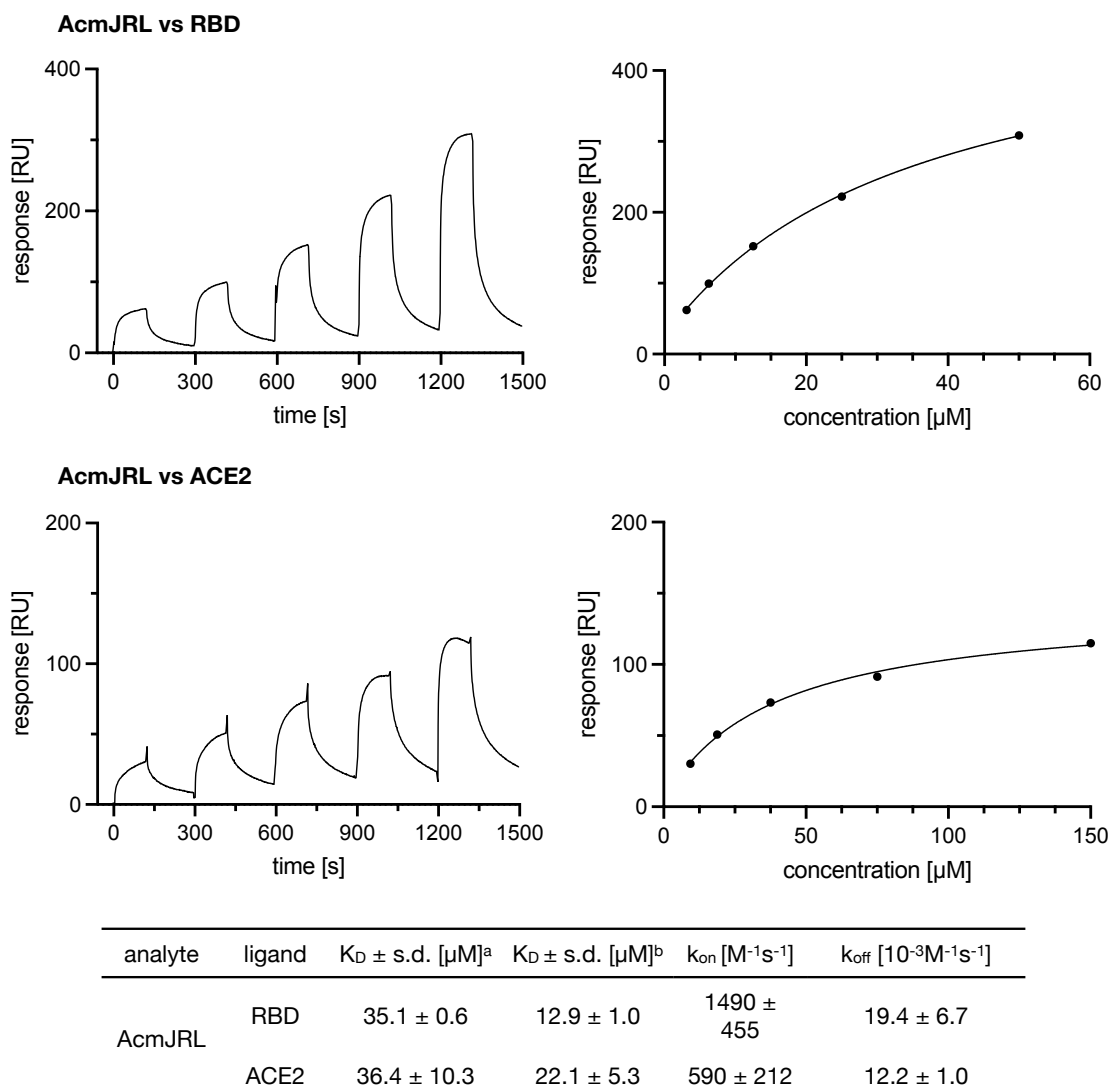 AcmJRL vs RBD
400
200
0
response [RU]
0 300 600 900 1200 1500
time [s]
400
200
0
response [RU]
0 20 40 60
concentration [µM]
AcmJRL vs ACE2
200
100
0
response [RU]
0 300 600 900 1200 1500
time [s]
200
100
0
response [RU]
0 50 100 150
concentration [µM]
analyte ligand K_D ± s.d. [µM]ᵃ K_D ± s.d. [µM]ᵇ kₒₙ [M⁻¹s⁻¹] k_off [10⁻³M⁻¹s⁻¹]
AcmJRL
RBD 35.1 ± 0.6 12.9 ± 1.0 1490 ± 455 19.4 ± 6.7
ACE2 36.4 ± 10.3 22.1 ± 5.3 590 ± 212 12.2 ± 1.0